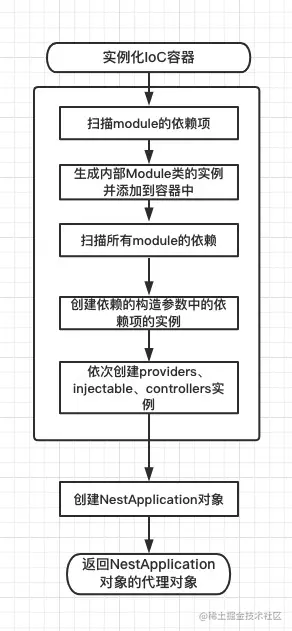 实例化IoC容器
扫描module的依赖项
生成内部Module类的实例
并添加到容器中
扫描所有module的依赖
创建依赖的构造参数中的依
赖项的实例
依次创建providers、
injectable、controllers实
例
创建NestApplication对象
返回NestApplication
对象的代理对象
@稀土掘金技术社区